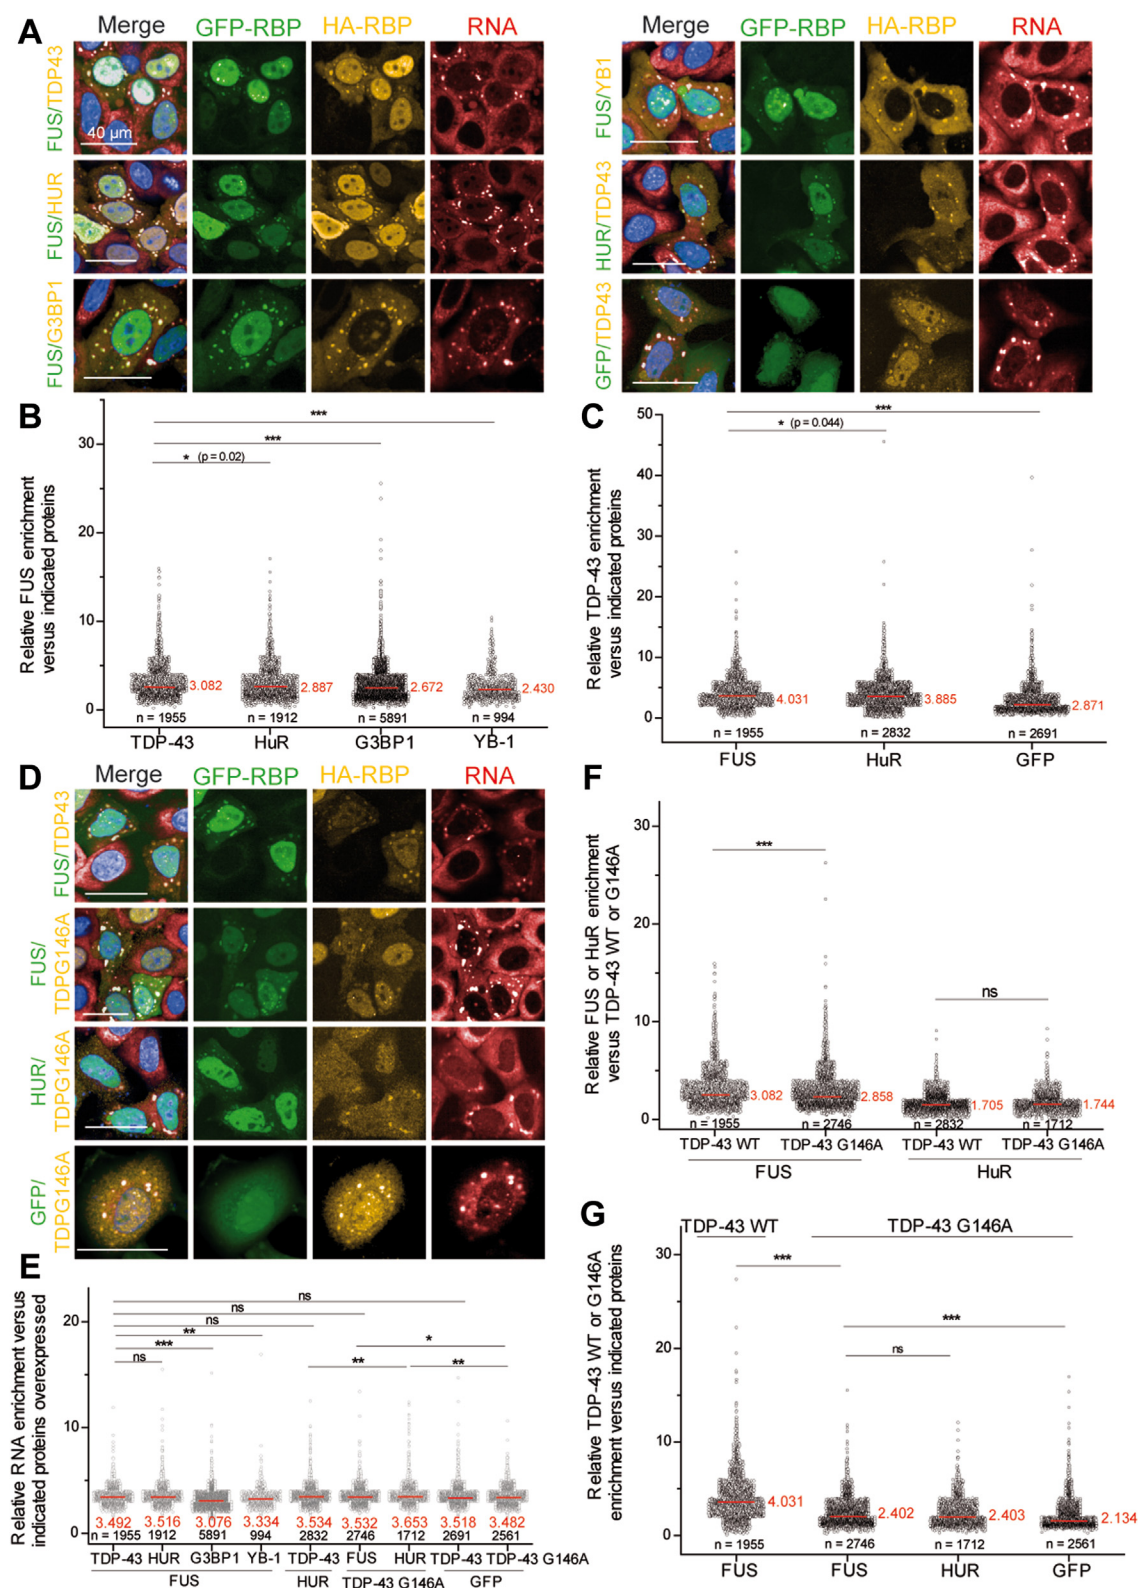 A
Merge GFP-RBP HA-RBP RNA
FUS/TDP43
40 µm
FUS/HUR
FUS/G3BP1
Merge GFP-RBP HA-RBP RNA
FUS/YB1
HUR/TDP43
GFP/TDP43
B
Relative FUS enrichment
versus indicated proteins
30
20
10
0
***
***
* (p = 0.02)
3.082 2.887 2.672 2.430
n = 1955 n = 1912 n = 5891 n = 994
TDP-43 HuR G3BP1 YB-1
C
Relative TDP-43 enrichment
versus indicated proteins
50
40
30
20
10
0
***
* (p = 0.044)
4.031 3.885 2.871
n = 1955 n = 2832 n = 2691
FUS HuR GFP
D
Merge GFP-RBP HA-RBP RNA
FUS/TDP43
FUS/
TDPG146A
HUR/
TDPG146A
GFP/
TDPG146A
E
Relative RNA enrichment versus
indicated proteins overexpressed
20
10
0
ns
ns
ns
**
***
ns
*
**
**
3.492 3.516 3.076 3.334 3.534 3.532 3.653 3.518 3.482
n = 1955 1912 5891 994 2832 2746 1712 2691 2561
TDP-43 HUR G3BP1 YB-1 TDP-43 FUS HUR TDP-43 TDP-43 G146A
FUS HUR TDP-43 G146A GFP
F
Relative FUS or HuR enrichment
versus TDP-43 WT or G146A
30
20
10
0
***
ns
3.082 2.858 1.705 1.744
n = 1955 n = 2746 n = 2832 n = 1712
TDP-43 WT TDP-43 G146A TDP-43 WT TDP-43 G146A
FUS HuR
G
Relative TDP-43 WT or G146A
enrichment versus indicated proteins
TDP-43 WT TDP-43 G146A
30
20
10
0
***
***
ns
4.031 2.402 2.403 2.134
n = 1955 n = 2746 n = 1712 n = 2561
FUS FUS HUR GFP